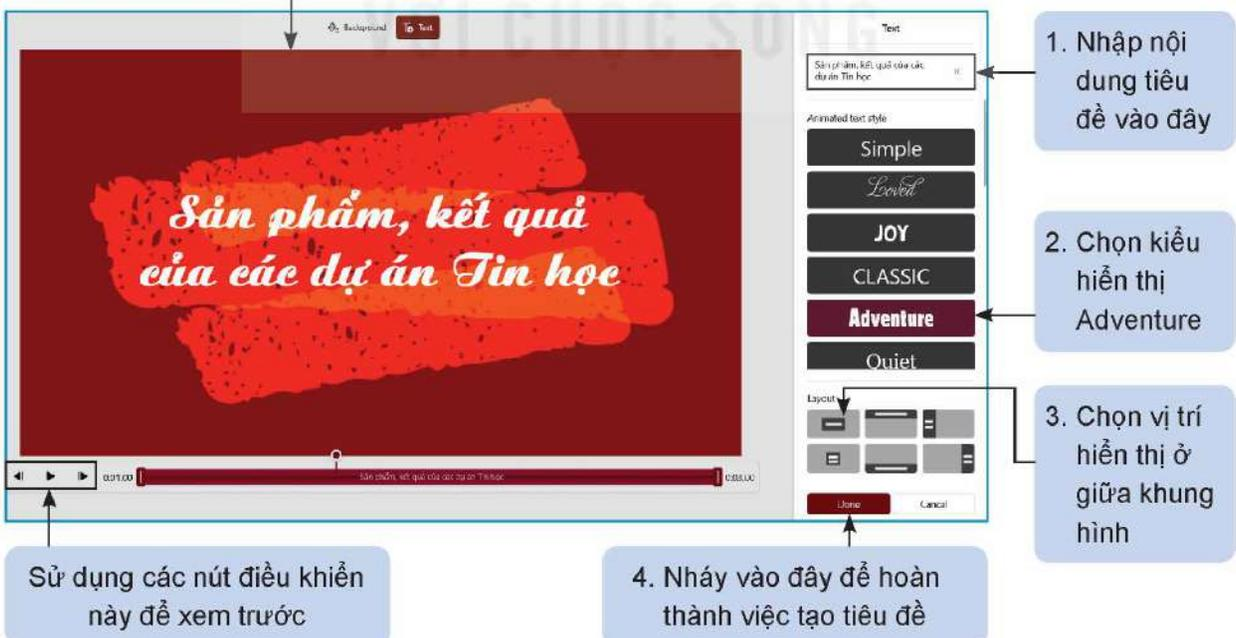 VỚI CUỘC SỐNG
Background
Text
Text
Sản phẩm, kết quả của các
dự án Tin học
Animated text style
Simple
Loved
JOY
CLASSIC
Adventure
Quiet
Layout
Done
Cancel
Sản phẩm, kết quả
của các dự án Tin học
0:01.00
Sản phẩm, kết quả của các dự án Tin học
0:03.00
1. Nhập nội
dung tiêu
đề vào đây
2. Chọn kiểu
hiển thị
Adventure
3. Chọn vị trí
hiển thị ở
giữa khung
hình
Sử dụng các nút điều khiển
này để xem trước
4. Nháy vào đây để hoàn
thành việc tạo tiêu đề